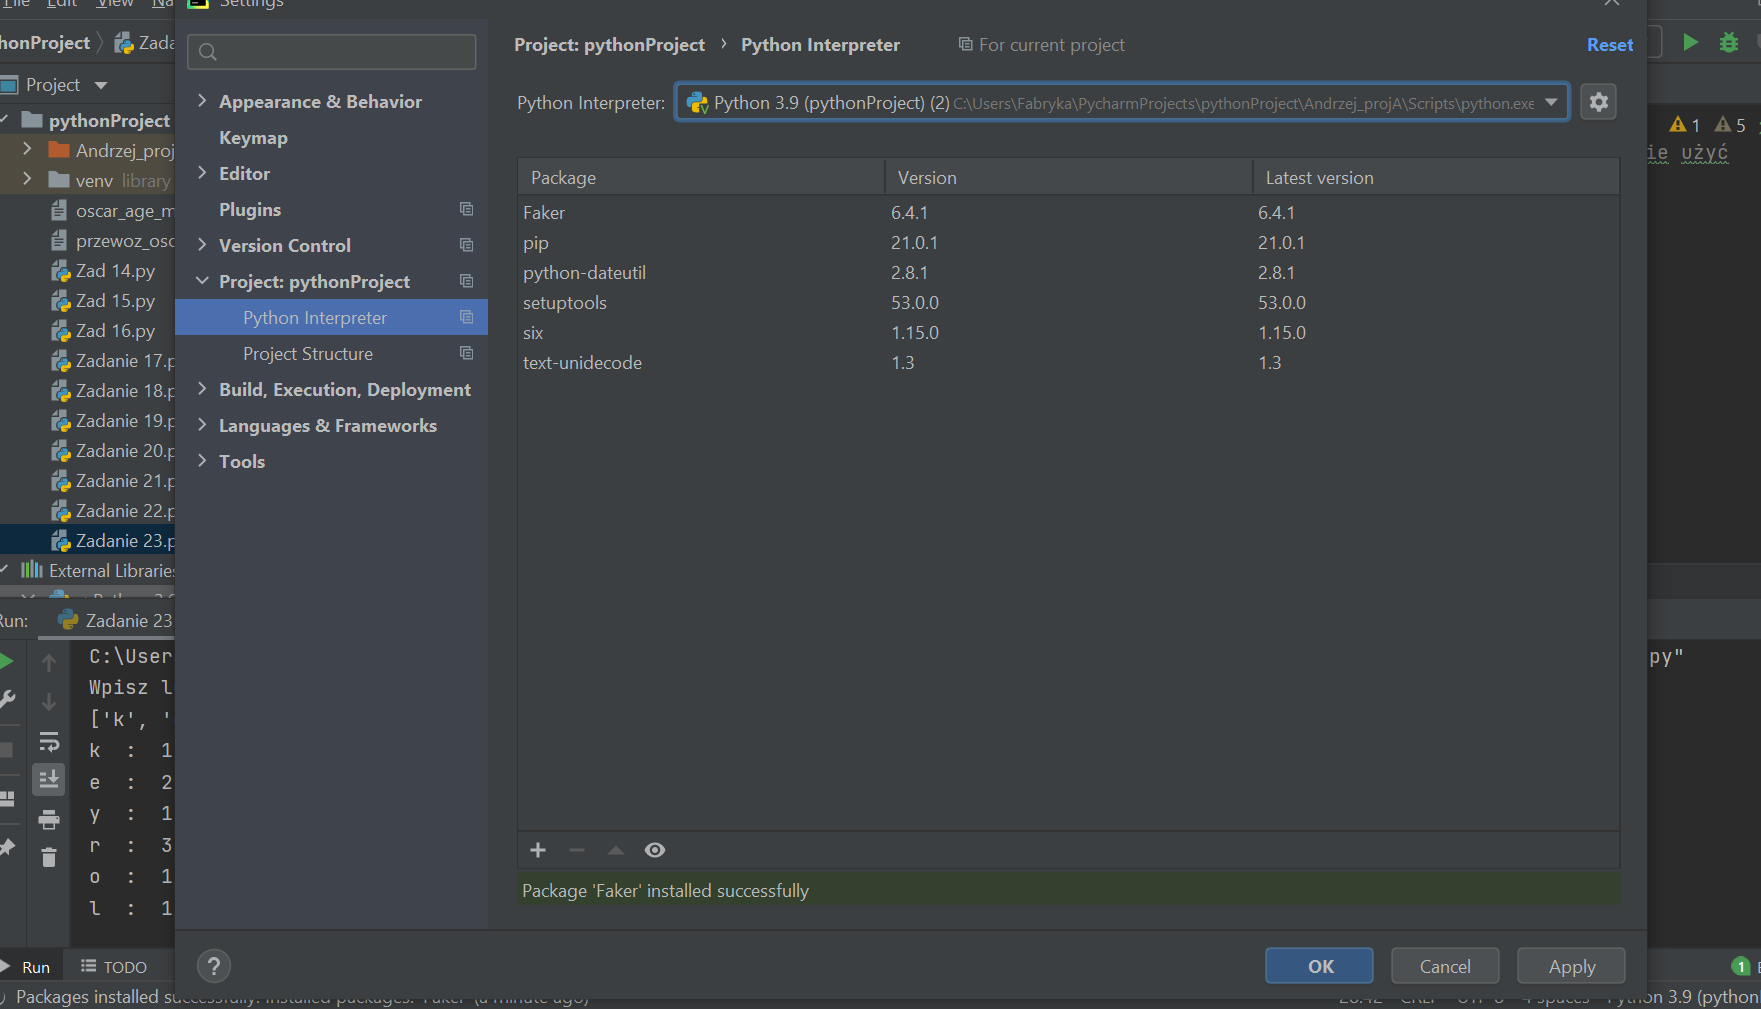 File Edit View Na
Settings
honProject Zada
Project: pythonProject › Python Interpreter For current project Reset
Project
Python Interpreter: Python 3.9 (pythonProject) (2) C:\Users\Fabryka\PycharmProjects\pythonProject\Andrzej_projA\Scripts\python.exe
Appearance & Behavior
Keymap
Editor
Plugins
Version Control
Project: pythonProject
Python Interpreter
Project Structure
Build, Execution, Deployment
Languages & Frameworks
Tools
pythonProject
Andrzej_proj
venv library
oscar_age_m
przewoz_osc
Zad 14.py
Zad 15.py
Zad 16.py
Zadanie 17.p
Zadanie 18.p
Zadanie 19.p
Zadanie 20.p
Zadanie 21.p
Zadanie 22.p
Zadanie 23.p
External Libraries
Package Version Latest version
Faker 6.4.1 6.4.1
pip 21.0.1 21.0.1
python-dateutil 2.8.1 2.8.1
setuptools 53.0.0 53.0.0
six 1.15.0 1.15.0
text-unidecode 1.3 1.3
1 5
ie użyć
Run: Zadanie 23
C:\User
py"
Wpisz l
['k', '
k : 1
e : 2
y : 1
r : 3
o : 1
l : 1
Package 'Faker' installed successfully
? OK Cancel Apply
Run TODO
1
Packages installed successfully: Installed packages: 'Faker' (a minute ago)
26:42 CRLF UTF-8 4 spaces Python 3.9 (python